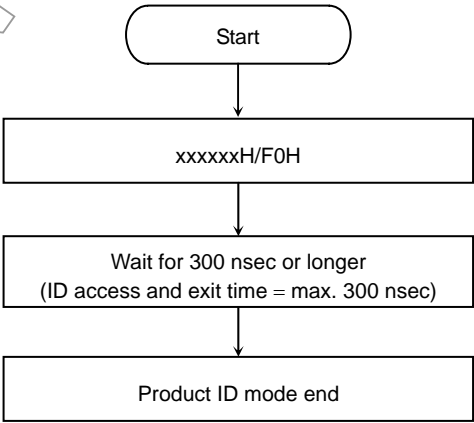 Start
xxxxxxH/F0H
Wait for 300 nsec or longer
(ID access and exit time = max. 300 nsec)
Product ID mode end